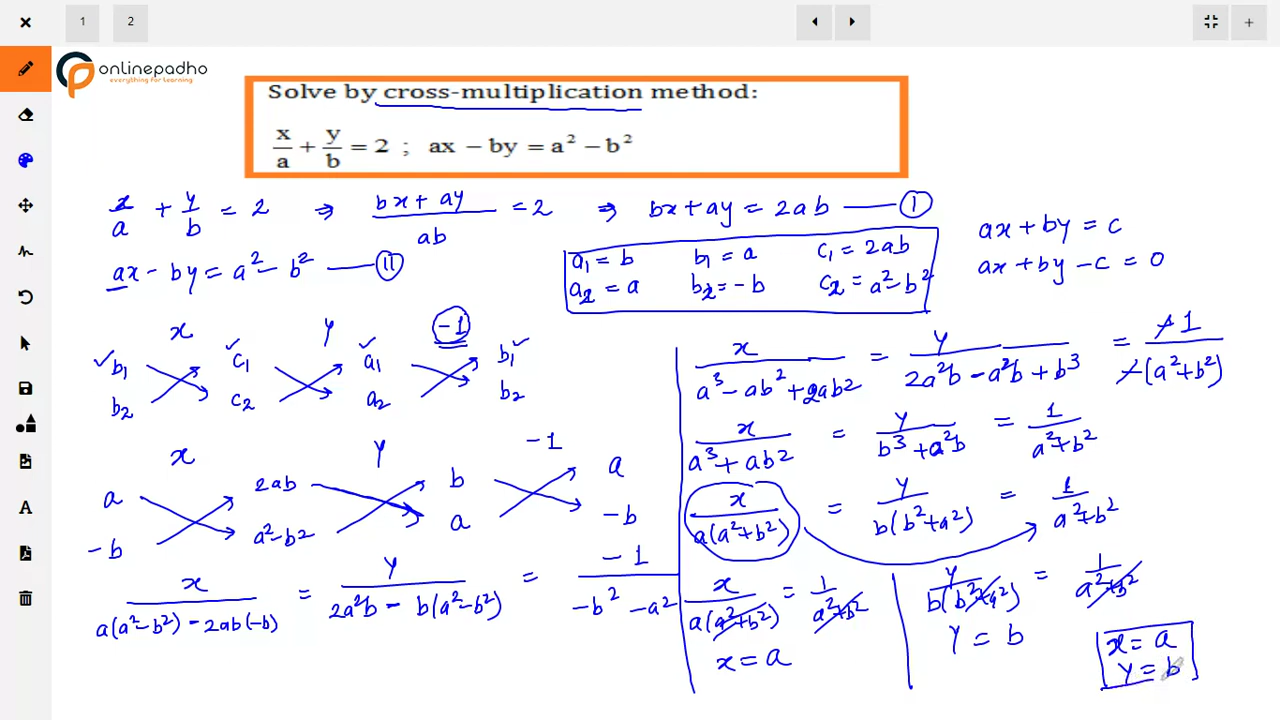 1 2
onlinepadho
everything for learning
Solve by cross-multiplication method:
x/a + y/b = 2 ; ax − by = a² − b²
x/a + y/b = 2 ⇒ (bx + ay)/ab = 2 ⇒ bx + ay = 2ab —— Ⓘ
ax − by = a² − b² —— (II)
a₁ = b b₁ = a c₁ = 2ab
a₂ = a b₂ = −b c₂ = a² − b²
ax + by = c
ax + by − c = 0
x y −1
b₁ c₁ a₁ b₁
b₂ c₂ a₂ b₂
x y −1
a 2ab b a
−b a² − b² a −b
x/(a(a² − b²) − 2ab(−b)) = y/(2a²b − b(a² − b²)) = −1/(−b² − a²)
x/(a³ − ab² + 2ab²) = y/(2a²b − a²b + b³) = −1/−(a² + b²)
x/(a³ + ab²) = y/(b³ + a²b) = 1/(a² + b²)
x/(a(a² + b²)) = y/(b(b² + a²)) = 1/(a² + b²)
x/(a(a² + b²)) = 1/(a² + b²)
x = a
y/(b(b² + a²)) = 1/(a² + b²)
y = b
x = a
y = b